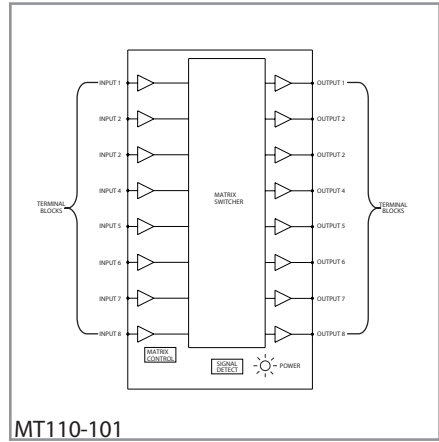 INPUT 1
OUTPUT 1
INPUT 2
OUTPUT 2
INPUT 2
OUTPUT 2
TERMINAL
BLOCKS
INPUT 4
MATRIX
SWITCHER
OUTPUT 4
TERMINAL
BLOCKS
INPUT 5
OUTPUT 5
INPUT 6
OUTPUT 6
INPUT 7
OUTPUT 7
INPUT 8
OUTPUT 8
MATRIX
CONTROL
SIGNAL
DETECT
POWER
MT110-101